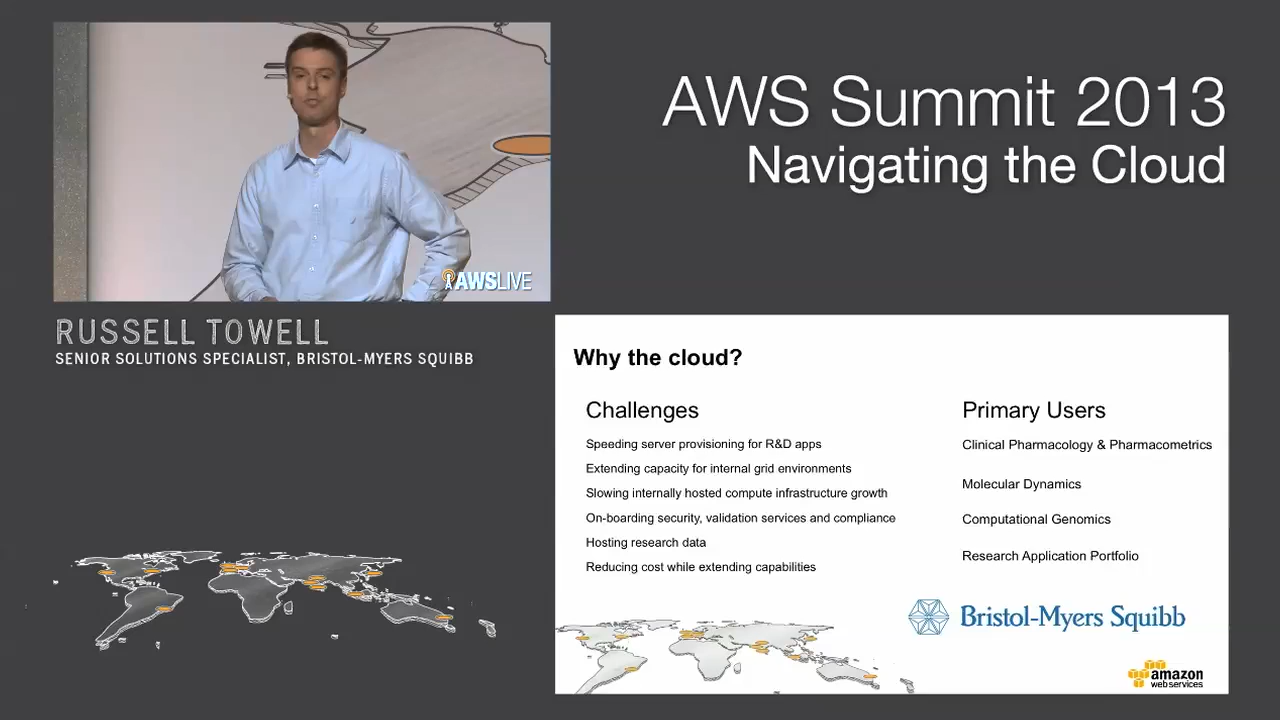 AWS Summit 2013
Navigating the Cloud
AWSLIVE
RUSSELL TOWELL
SENIOR SOLUTIONS SPECIALIST, BRISTOL-MYERS SQUIBB
Why the cloud?
Challenges
Speeding server provisioning for R&D apps
Extending capacity for internal grid environments
Slowing internally hosted compute infrastructure growth
On-boarding security, validation services and compliance
Hosting research data
Reducing cost while extending capabilities
Primary Users
Clinical Pharmacology & Pharmacometrics
Molecular Dynamics
Computational Genomics
Research Application Portfolio
Bristol-Myers Squibb
amazon
webservices